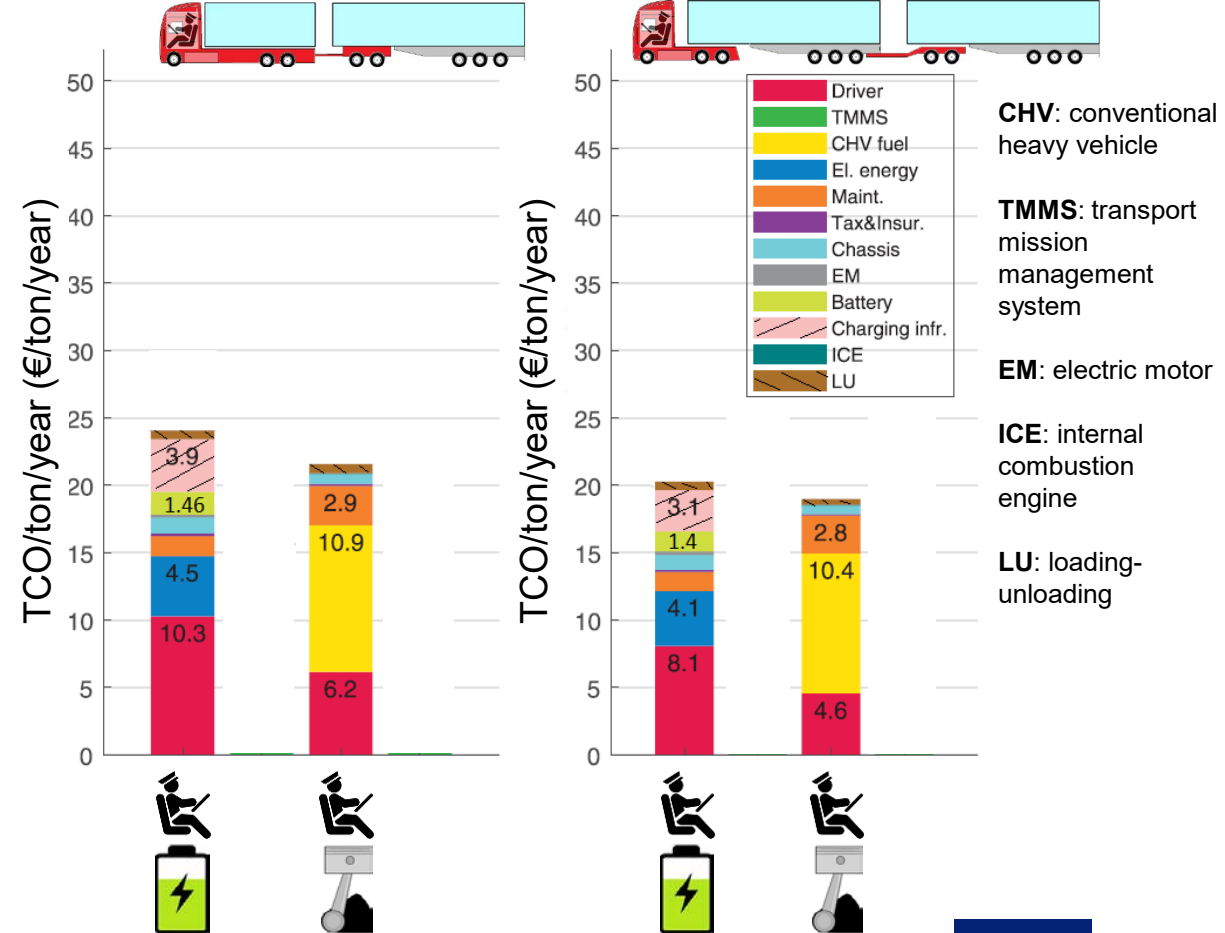 TCO/ton/year (€/ton/year)
50
45
40
35
30
25
20
15
10
5
0
3.9
1.46
4.5
10.3
2.9
10.9
6.2
TCO/ton/year (€/ton/year)
50
45
40
35
30
25
20
15
10
5
0
3.1
1.4
4.1
8.1
2.8
10.4
4.6
Driver
TMMS
CHV fuel
El. energy
Maint.
Tax&Insur.
Chassis
EM
Battery
Charging infr.
ICE
LU
CHV: conventional
heavy vehicle
TMMS: transport
mission
management
system
EM: electric motor
ICE: internal
combustion
engine
LU: loading-
unloading